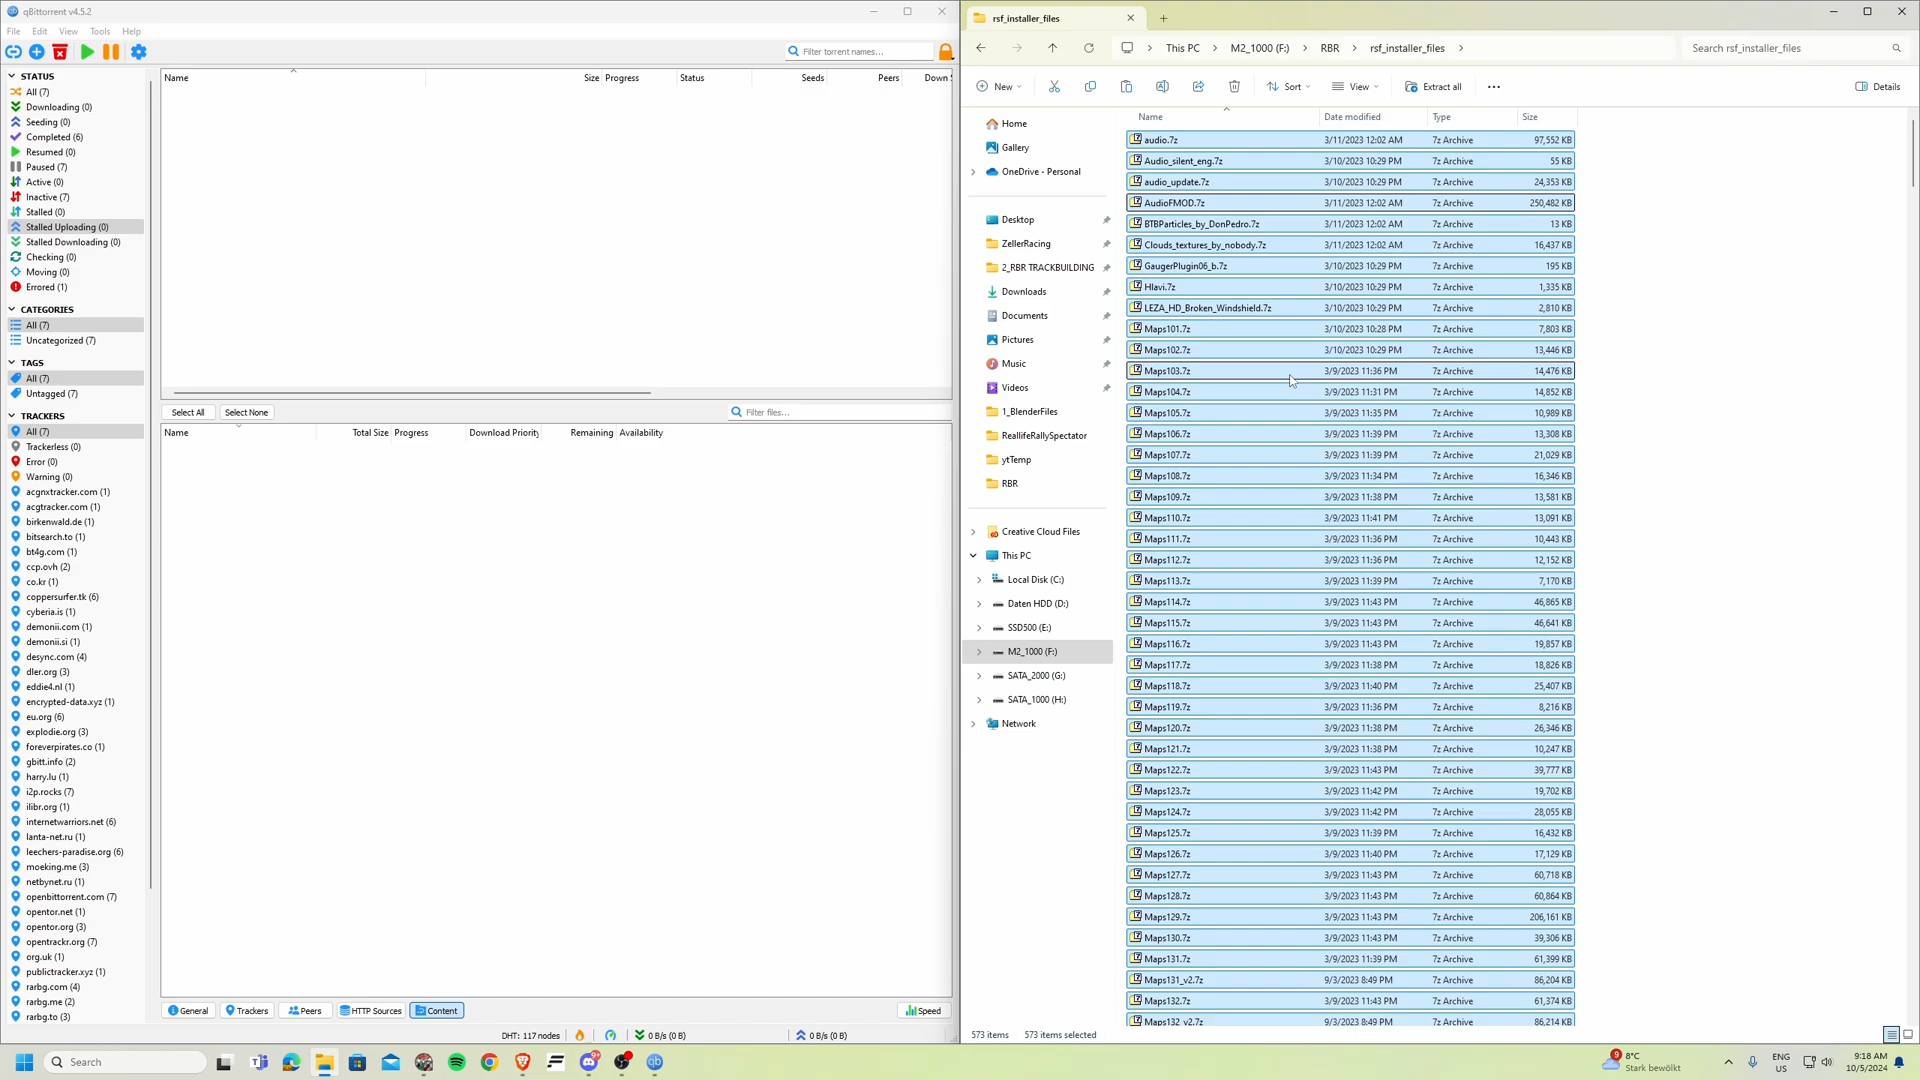 qBittorrent v4.5.2
File Edit View Tools Help
Filter torrent names...
STATUS
All (7)
Downloading (0)
Seeding (0)
Completed (6)
Resumed (0)
Paused (7)
Active (0)
Inactive (7)
Stalled (0)
Stalled Uploading (0)
Stalled Downloading (0)
Checking (0)
Moving (0)
Errored (1)
CATEGORIES
All (7)
Uncategorized (7)
TAGS
All (7)
Untagged (7)
TRACKERS
All (7)
Trackerless (0)
Error (0)
Warning (0)
acgnxtracker.com (1)
acgtracker.com (1)
birkenwald.de (1)
bitsearch.to (1)
bt4g.com (1)
ccp.ovh (2)
co.kr (1)
coppersurfer.tk (6)
cyberia.is (1)
demonii.com (1)
demonii.si (1)
desync.com (4)
dler.org (3)
eddie4.nl (1)
encrypted-data.xyz (1)
eu.org (6)
explodie.org (3)
foreverpirates.co (1)
gbitt.info (2)
harry.lu (1)
i2p.rocks (7)
ilibr.org (1)
internetwarriors.net (6)
lanta-net.ru (1)
leechers-paradise.org (6)
moeking.me (3)
netbynet.ru (1)
openbittorrent.com (7)
opentor.net (1)
opentor.org (3)
opentrackr.org (7)
org.uk (1)
publictracker.xyz (1)
rarbg.com (4)
rarbg.me (2)
rarbg.to (3)
Name Size Progress Status Seeds Peers Down S
Select All Select None Filter files...
Name Total Size Progress Download Priority Remaining Availability
General Trackers Peers HTTP Sources Content Speed
DHT: 117 nodes 0 B/s (0 B) 0 B/s (0 B)
rsf_installer_files
This PC M2_1000 (F:) RBR rsf_installer_files Search rsf_installer_files
New Sort View Extract all Details
Home
Gallery
OneDrive - Personal
Desktop
ZellerRacing
2_RBR TRACKBUILDING
Downloads
Documents
Pictures
Music
Videos
1_BlenderFiles
ReallifeRallySpectator
ytTemp
RBR
Creative Cloud Files
This PC
Local Disk (C:)
Daten HDD (D:)
SSD500 (E:)
M2_1000 (F:)
SATA_2000 (G:)
SATA_1000 (H:)
Network
Name Date modified Type Size
audio.7z 3/11/2023 12:02 AM 7z Archive 97,552 KB
Audio_silent_eng.7z 3/10/2023 10:29 PM 7z Archive 55 KB
audio_update.7z 3/10/2023 10:29 PM 7z Archive 24,353 KB
AudioFMOD.7z 3/11/2023 12:02 AM 7z Archive 250,482 KB
BTBParticles_by_DonPedro.7z 3/11/2023 12:02 AM 7z Archive 13 KB
Clouds_textures_by_nobody.7z 3/11/2023 12:02 AM 7z Archive 16,437 KB
GaugerPlugin06_b.7z 3/10/2023 10:29 PM 7z Archive 195 KB
Hlavi.7z 3/10/2023 10:29 PM 7z Archive 1,335 KB
LEZA_HD_Broken_Windshield.7z 3/10/2023 10:29 PM 7z Archive 2,810 KB
Maps101.7z 3/10/2023 10:28 PM 7z Archive 7,803 KB
Maps102.7z 3/10/2023 10:29 PM 7z Archive 13,446 KB
Maps103.7z 3/9/2023 11:36 PM 7z Archive 14,476 KB
Maps104.7z 3/9/2023 11:31 PM 7z Archive 14,852 KB
Maps105.7z 3/9/2023 11:35 PM 7z Archive 10,989 KB
Maps106.7z 3/9/2023 11:39 PM 7z Archive 13,308 KB
Maps107.7z 3/9/2023 11:39 PM 7z Archive 21,029 KB
Maps108.7z 3/9/2023 11:34 PM 7z Archive 16,346 KB
Maps109.7z 3/9/2023 11:38 PM 7z Archive 13,581 KB
Maps110.7z 3/9/2023 11:41 PM 7z Archive 13,091 KB
Maps111.7z 3/9/2023 11:36 PM 7z Archive 10,443 KB
Maps112.7z 3/9/2023 11:36 PM 7z Archive 12,152 KB
Maps113.7z 3/9/2023 11:39 PM 7z Archive 7,170 KB
Maps114.7z 3/9/2023 11:43 PM 7z Archive 46,865 KB
Maps115.7z 3/9/2023 11:43 PM 7z Archive 46,641 KB
Maps116.7z 3/9/2023 11:43 PM 7z Archive 19,857 KB
Maps117.7z 3/9/2023 11:38 PM 7z Archive 18,826 KB
Maps118.7z 3/9/2023 11:40 PM 7z Archive 25,407 KB
Maps119.7z 3/9/2023 11:36 PM 7z Archive 8,216 KB
Maps120.7z 3/9/2023 11:38 PM 7z Archive 26,346 KB
Maps121.7z 3/9/2023 11:38 PM 7z Archive 10,247 KB
Maps122.7z 3/9/2023 11:43 PM 7z Archive 39,777 KB
Maps123.7z 3/9/2023 11:42 PM 7z Archive 19,702 KB
Maps124.7z 3/9/2023 11:42 PM 7z Archive 28,055 KB
Maps125.7z 3/9/2023 11:39 PM 7z Archive 16,432 KB
Maps126.7z 3/9/2023 11:40 PM 7z Archive 17,129 KB
Maps127.7z 3/9/2023 11:43 PM 7z Archive 60,718 KB
Maps128.7z 3/9/2023 11:43 PM 7z Archive 60,864 KB
Maps129.7z 3/9/2023 11:43 PM 7z Archive 206,161 KB
Maps130.7z 3/9/2023 11:43 PM 7z Archive 39,306 KB
Maps131.7z 3/9/2023 11:39 PM 7z Archive 61,399 KB
Maps131_v2.7z 9/3/2023 8:49 PM 7z Archive 86,204 KB
Maps132.7z 3/9/2023 11:43 PM 7z Archive 61,374 KB
Maps132_v2.7z 9/3/2023 8:49 PM 7z Archive 86,214 KB
573 items 573 items selected
Search
9 8°C
Stark bewölkt
ENG
US
9:18 AM
10/5/2024